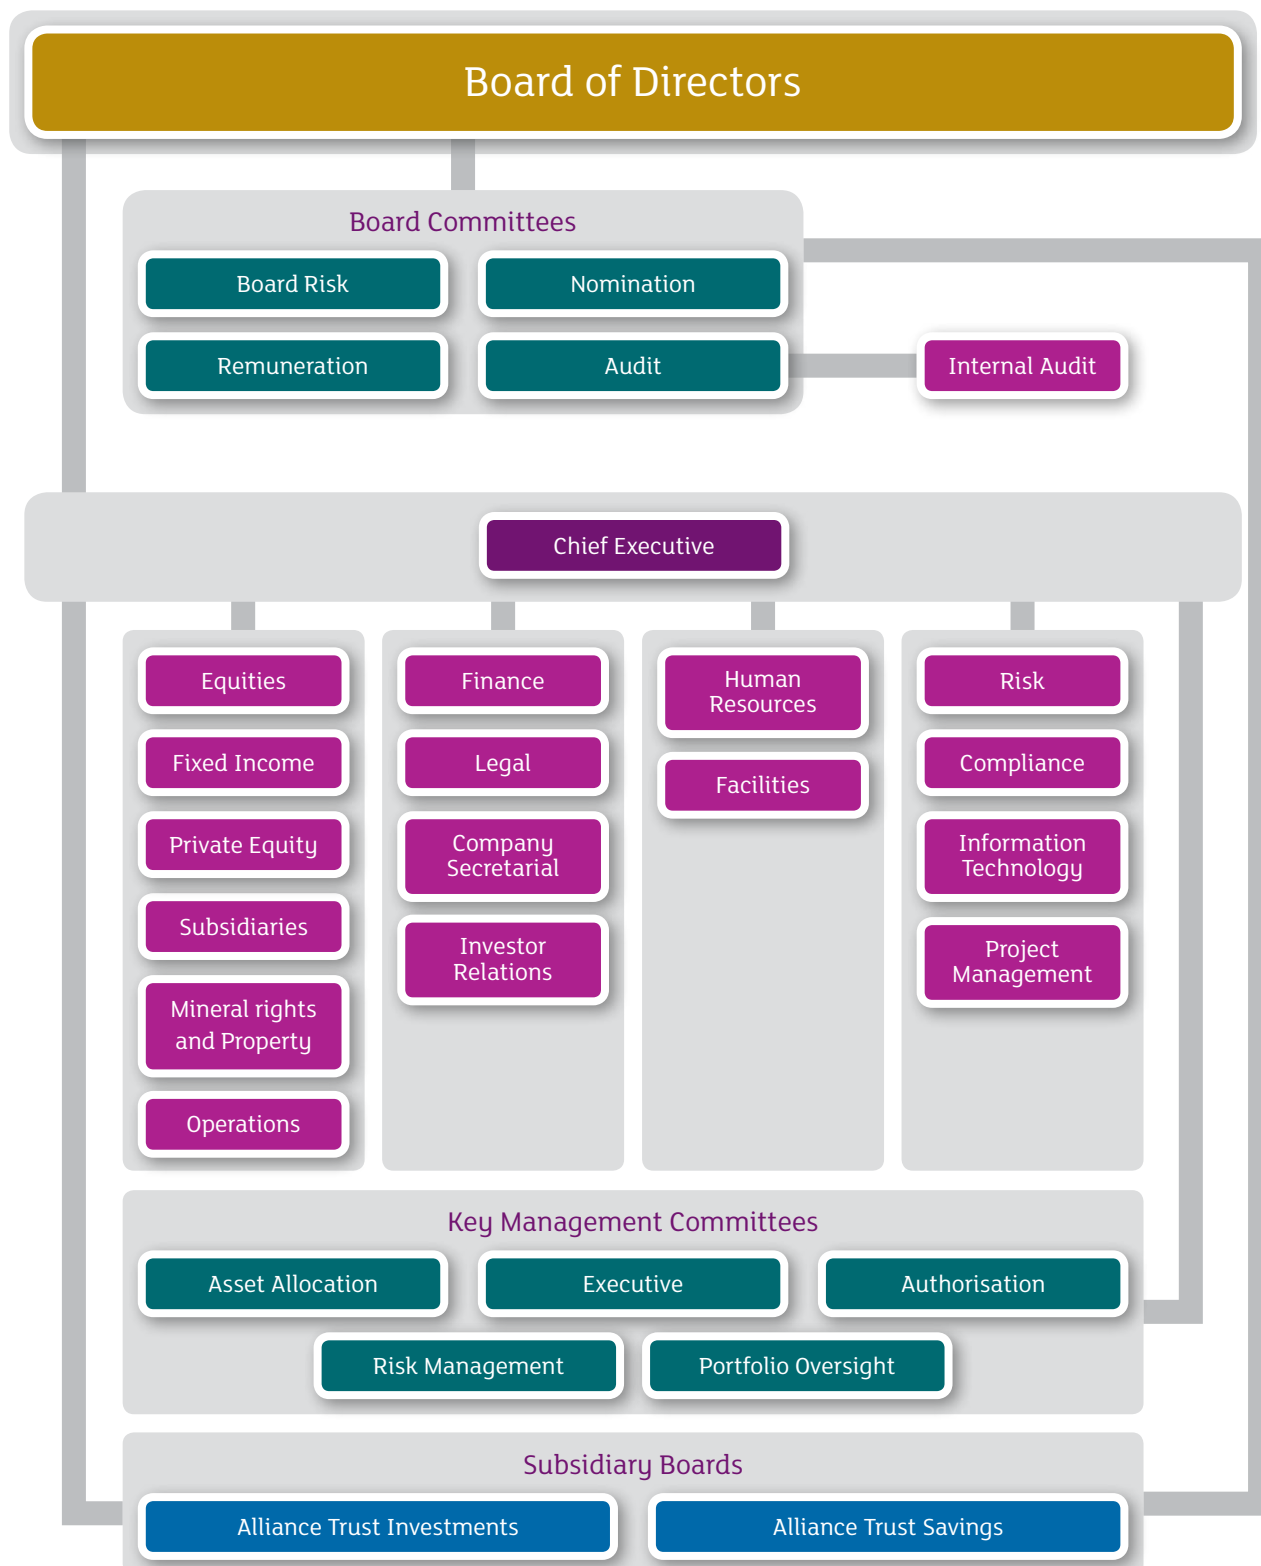 Board of Directors
Board Committees
Board Risk
Nomination
Remuneration
Audit
Internal Audit
Chief Executive
Equities
Fixed Income
Private Equity
Subsidiaries
Mineral rights
and Property
Operations
Finance
Legal
Company
Secretarial
Investor
Relations
Human
Resources
Facilities
Risk
Compliance
Information
Technology
Project
Management
Key Management Committees
Asset Allocation
Executive
Authorisation
Risk Management
Portfolio Oversight
Subsidiary Boards
Alliance Trust Investments
Alliance Trust Savings